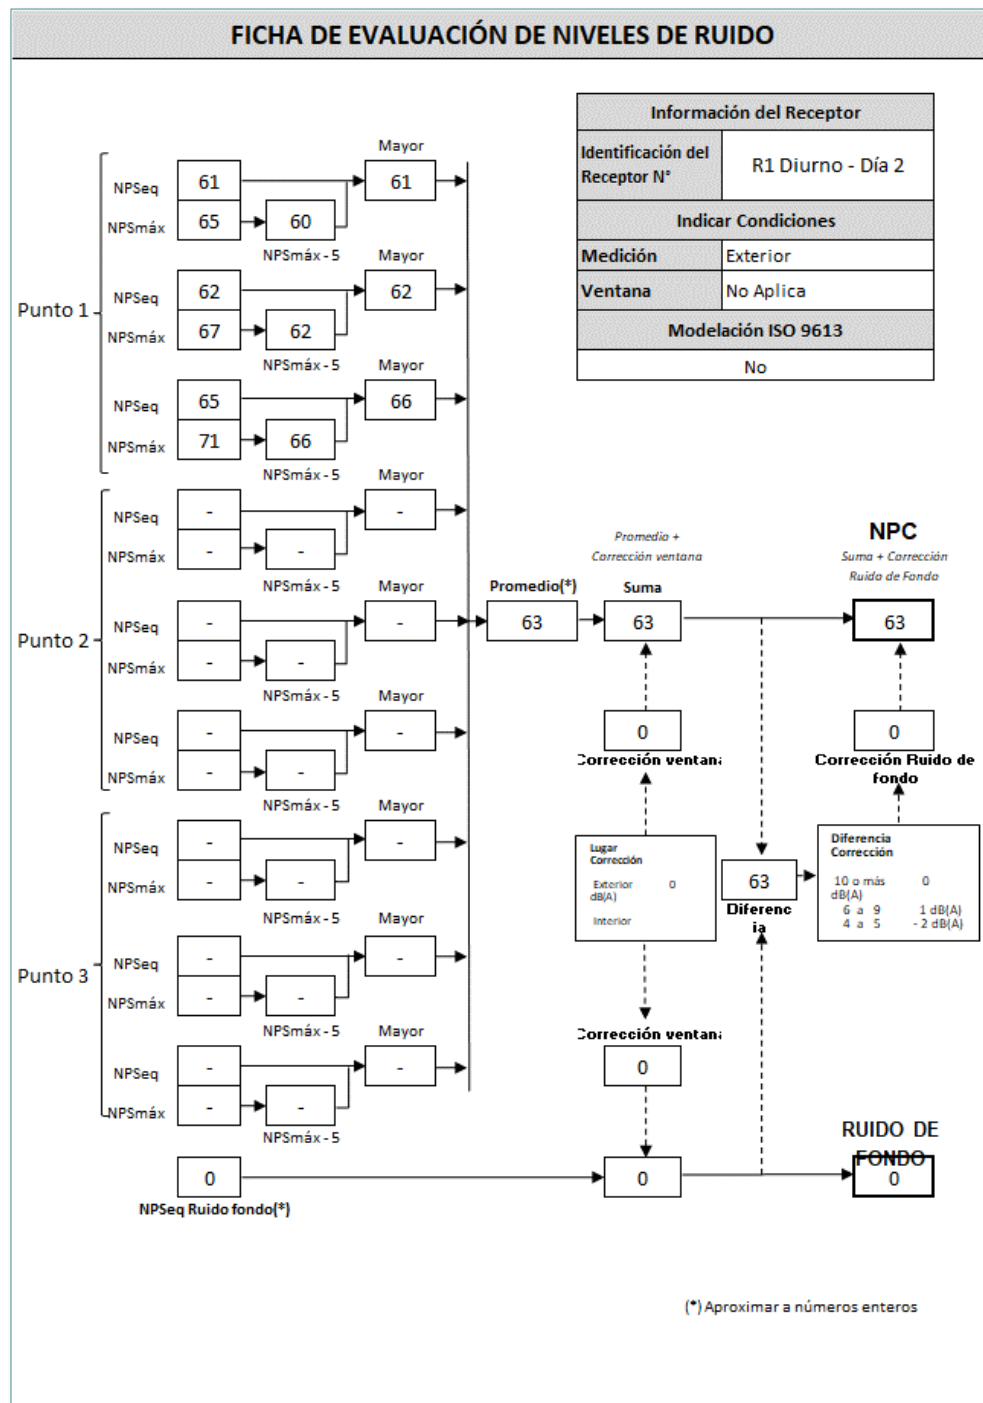 FICHA DE EVALUACIÓN DE NIVELES DE RUIDO
Información del Receptor
Identificación del
Receptor N°
R1 Diurno - Día 2
Indicar Condiciones
Medición
Exterior
Ventana
No Aplica
Modelación ISO 9613
No
Punto 1
Mayor
NPSeq
61
61
NPSmáx
65
60
NPSmáx - 5
Mayor
NPSeq
62
62
NPSmáx
67
62
NPSmáx - 5
Mayor
NPSeq
65
66
NPSmáx
71
66
NPSmáx - 5
Punto 2
Mayor
NPSeq
-
-
NPSmáx
-
-
NPSmáx - 5
Mayor
NPSeq
-
-
NPSmáx
-
-
NPSmáx - 5
Mayor
NPSeq
-
-
NPSmáx
-
-
NPSmáx - 5
Punto 3
Mayor
NPSeq
-
-
NPSmáx
-
-
NPSmáx - 5
Mayor
NPSeq
-
-
NPSmáx
-
-
NPSmáx - 5
Mayor
NPSeq
-
-
NPSmáx
-
-
NPSmáx - 5
0
NPSeq Ruido fondo(*)
Promedio(*)
63
Promedio +
Corrección ventana
Suma
63
0
Corrección ventana
Lugar
Corrección
Exterior 0
dB(A)
Interior
Corrección ventana
0
0
63
Diferenc
ia
NPC
Suma + Corrección
Ruido de Fondo
63
0
Corrección Ruido de
fondo
Diferencia
Corrección
10 o más 0
dB(A)
6 a 9 1 dB(A)
4 a 5 - 2 dB(A)
RUIDO DE
FONDO
0
(*) Aproximar a números enteros